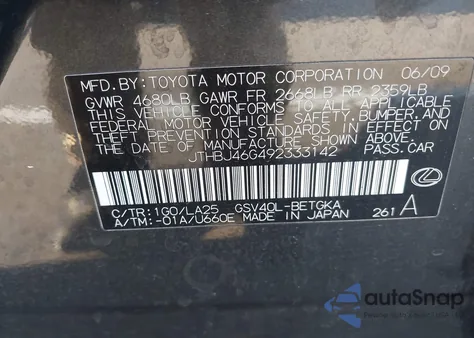 MFD.BY:TOYOTA MOTOR CORPORATION 06/09
GVWR 4680LB GAWR FR 2668LB RR 2359LB
THIS VEHICLE CONFORMS TO ALL APPLICABLE
FEDERAL MOTOR VEHICLE SAFETY,BUMPER,AND
THEFT PREVENTION STANDARDS IN EFFECT ON
THE DATE OF MANUFACTURE SHOWN ABOVE.
JTHBJ46G492333142 PASS.CAR
C/TR:1G0/LA25 GSV40L-BETGKA
A/TM:-01A/U660E MADE IN JAPAN 261 A
autoSnap